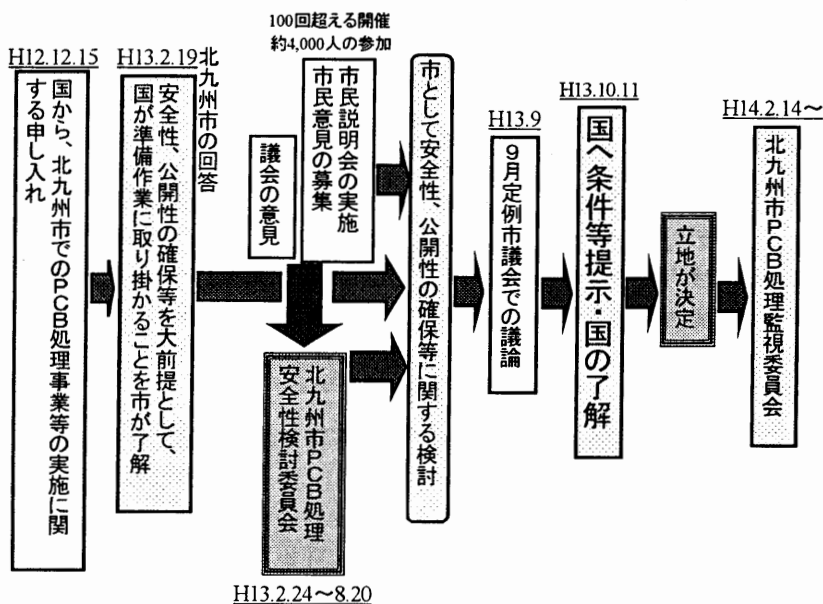 H12.12.15
国から、北九州市でのPCB処理事業等の実施に関
する申し入れ
H13.2.19
北九州市の回答
安全性、公開性の確保等を大前提として、
国が準備作業に取り掛かることを市が了解
議会の意見
100回超える開催
約4,000人の参加
市民説明会の実施
市民意見の募集
北九州市PCB処理
安全性検討委員会
H13.2.24～8.20
市として安全性、公開性の確保等に関する検討
H13.9
９月定例市議会での議論
H13.10.11
国へ条件等提示・国の了解
立地が決定
H14.2.14～
北九州市PCB処理監視委員会